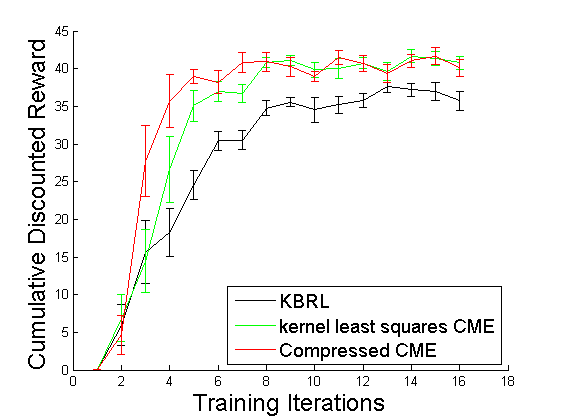 45
40
35
30
25
20
15
10
5
0
Cumulative Discounted Reward
KBRL
kernel least squares CME
Compressed CME
0 2 4 6 8 10 12 14 16 18
Training Iterations